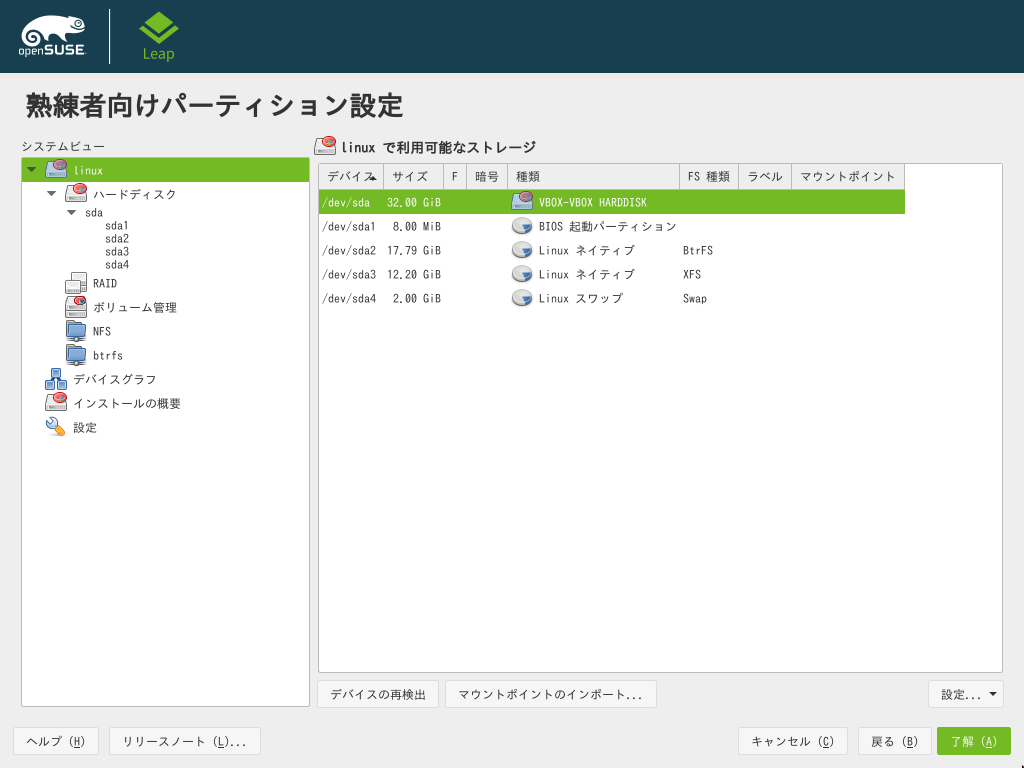 openSUSE. Leap
熟練者向けパーティション設定
システムビュー
linux
ハードディスク
sda
sda1
sda2
sda3
sda4
RAID
ボリューム管理
NFS
btrfs
デバイスグラフ
インストールの概要
設定
linux で利用可能なストレージ
デバイス サイズ F 暗号 種類 FS 種類 ラベル マウントポイント
/dev/sda 32.00 GiB VBOX-VBOX HARDDISK
/dev/sda1 8.00 MiB BIOS 起動パーティション
/dev/sda2 17.79 GiB Linux ネイティブ BtrFS
/dev/sda3 12.20 GiB Linux ネイティブ XFS
/dev/sda4 2.00 GiB Linux スワップ Swap
デバイスの再検出 マウントポイントのインポート... 設定...
ヘルプ (H) リリースノート (L)... キャンセル (C) 戻る (B) 了解 (A)